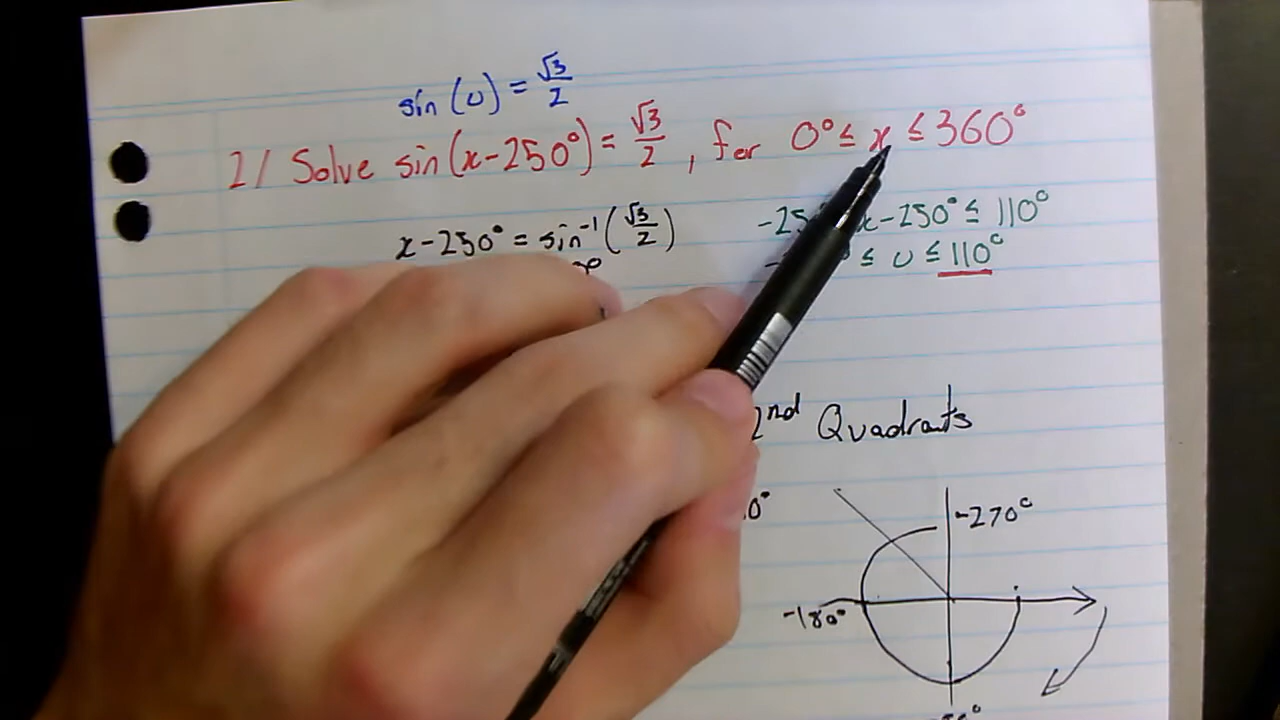 sin (u) = √3/2
2/ Solve sin(x-250°) = √3/2, for 0° ≤ x ≤ 360°
x-250° = sin⁻¹(√3/2)
x-250° ≤ 110°
≤ u ≤ 110°
2nd Quadrants
-270°
-180°